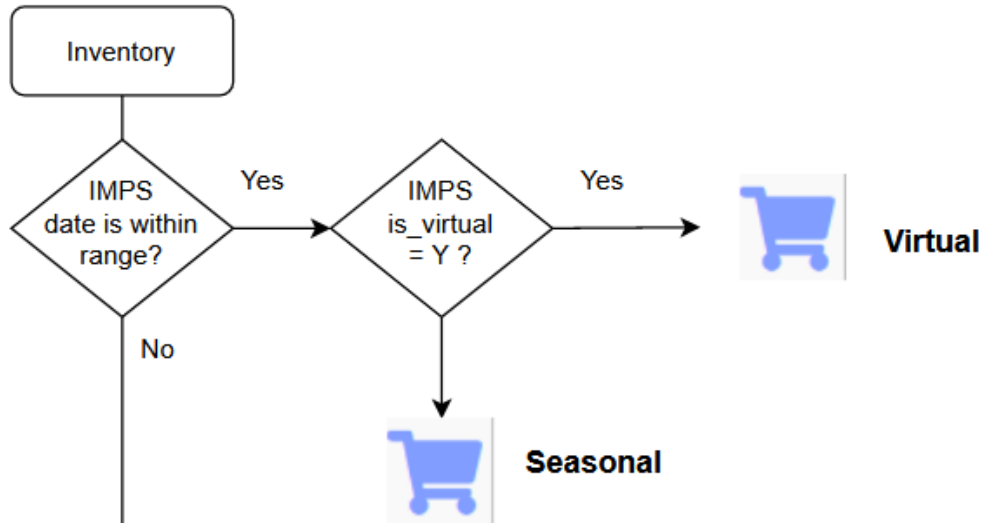 Inventory
IMPS
date is within
range?
Yes
IMPS
is_virtual
= Y ?
Yes
Virtual
No
Seasonal